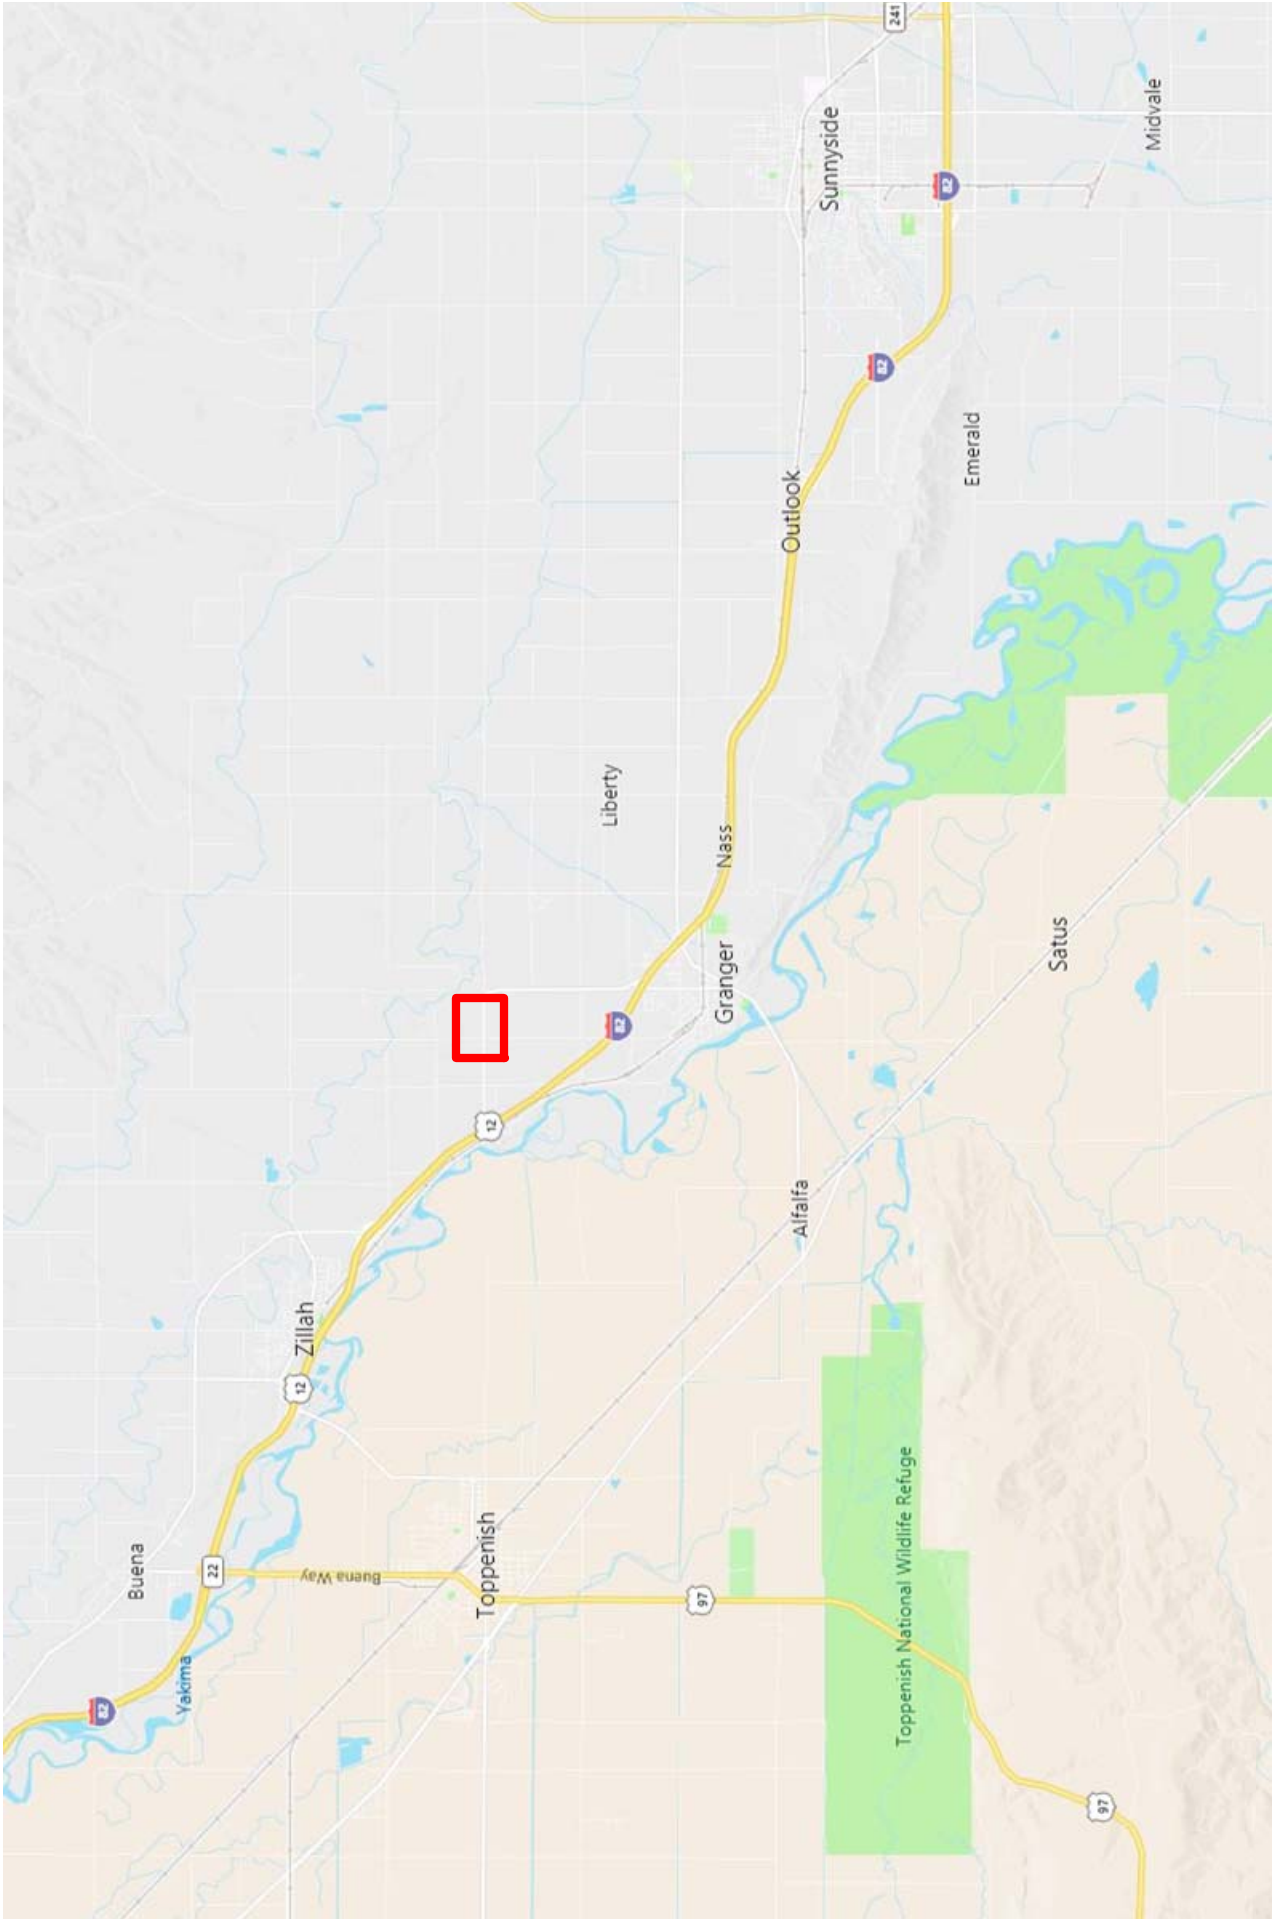 Buena
22
82
Yakima
Buena Way
Toppenish
97
Toppenish National Wildlife Refuge
97
Zillah
12
12
Alfalfa
82
Granger
Satus
Nass
Liberty
Outlook
Emerald
82
Sunnyside
82
241
Midvale